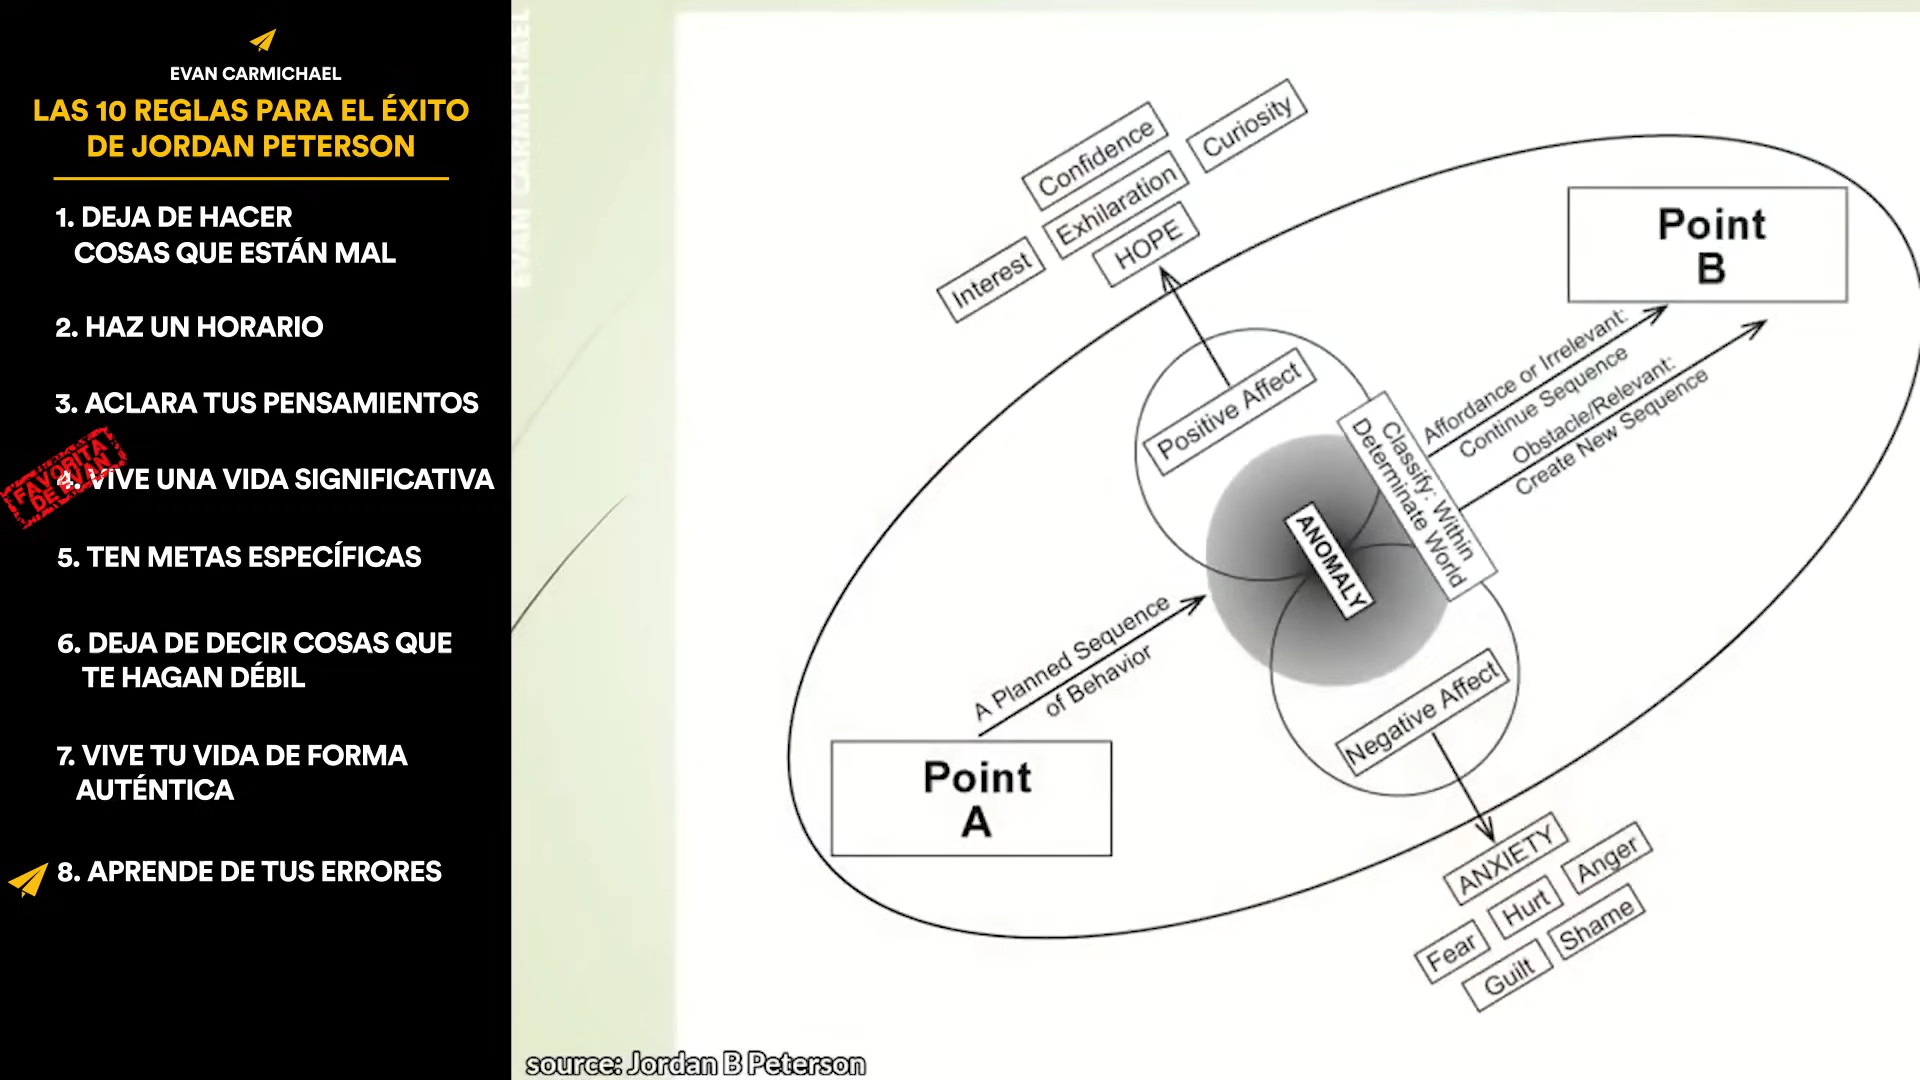 EVAN CARMICHAEL
LAS 10 REGLAS PARA EL ÉXITO
DE JORDAN PETERSON
1. DEJA DE HACER
COSAS QUE ESTÁN MAL
2. HAZ UN HORARIO
3. ACLARA TUS PENSAMIENTOS
FAVORITA
DE EVAN
4. VIVE UNA VIDA SIGNIFICATIVA
5. TEN METAS ESPECÍFICAS
6. DEJA DE DECIR COSAS QUE
TE HAGAN DÉBIL
7. VIVE TU VIDA DE FORMA
AUTÉNTICA
8. APRENDE DE TUS ERRORES
EVAN CARMICHAEL
Confidence
Curiosity
Exhilaration
Interest
HOPE
Point
B
Positive Affect
Affordance or Irrelevant:
Continue Sequence
Obstacle/Relevant:
Create New Sequence
Classify: Within
Determinate World
ANOMALY
A Planned Sequence
of Behavior
Negative Affect
Point
A
ANXIETY
Anger
Hurt
Fear
Shame
Guilt
source: Jordan B Peterson